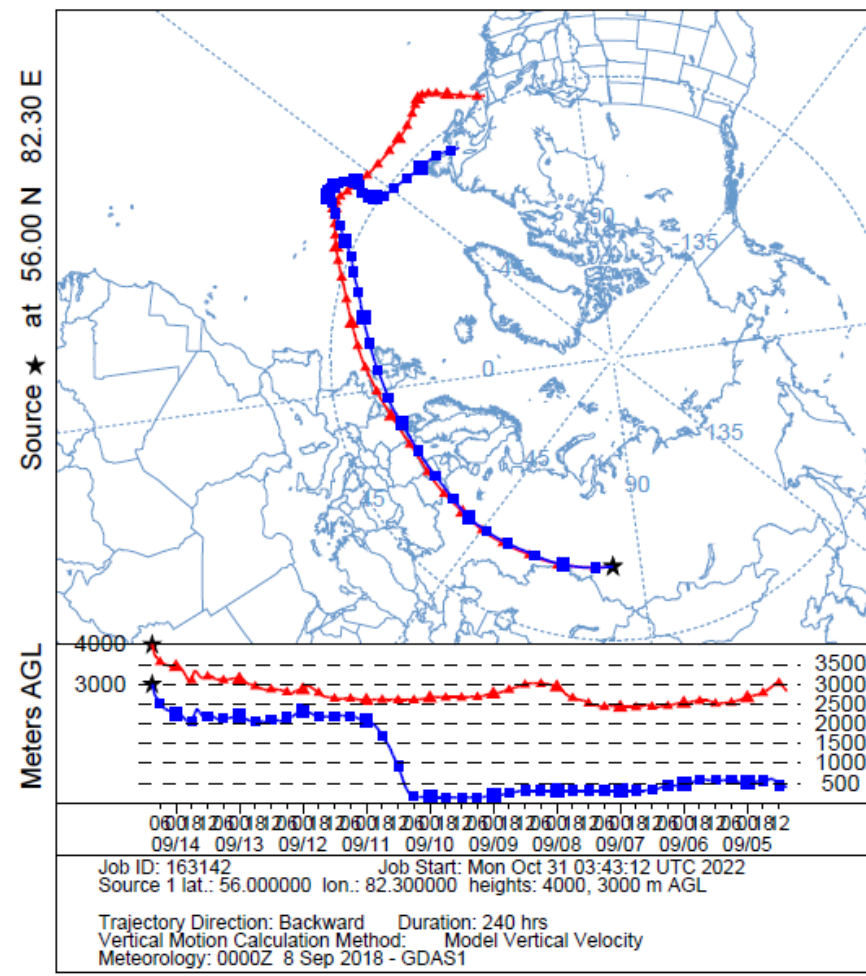 Source ★ at 56.00 N 82.30 E
-90
-135
45
0
135
45
90
45
Meters AGL
4000
3000
3500
3000
2500
2000
1500
1000
500
09/14 09/13 09/12 09/11 09/10 09/09 09/08 09/07 09/06 09/05
Job ID: 163142 Job Start: Mon Oct 31 03:43:12 UTC 2022
Source 1 lat.: 56.000000 lon.: 82.300000 heights: 4000, 3000 m AGL
Trajectory Direction: Backward Duration: 240 hrs
Vertical Motion Calculation Method: Model Vertical Velocity
Meteorology: 0000Z 8 Sep 2018 - GDAS1